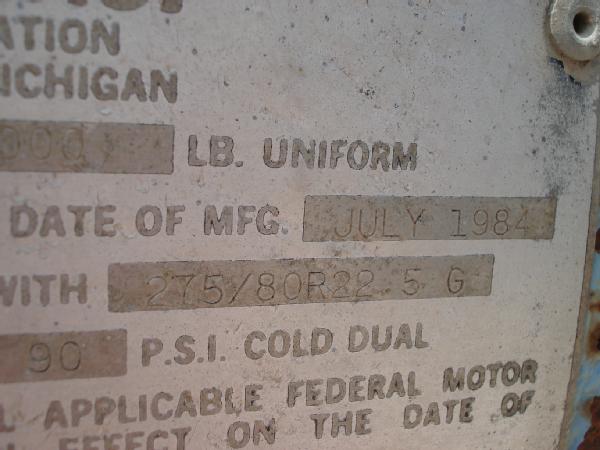 ATION
ICHIGAN
000 LB. UNIFORM
DATE OF MFG. JULY 1984
WITH 275/80R22.5 G
90 P.S.I. COLD DUAL
L APPLICABLE FEDERAL MOTOR
EFFECT ON THE DATE OF